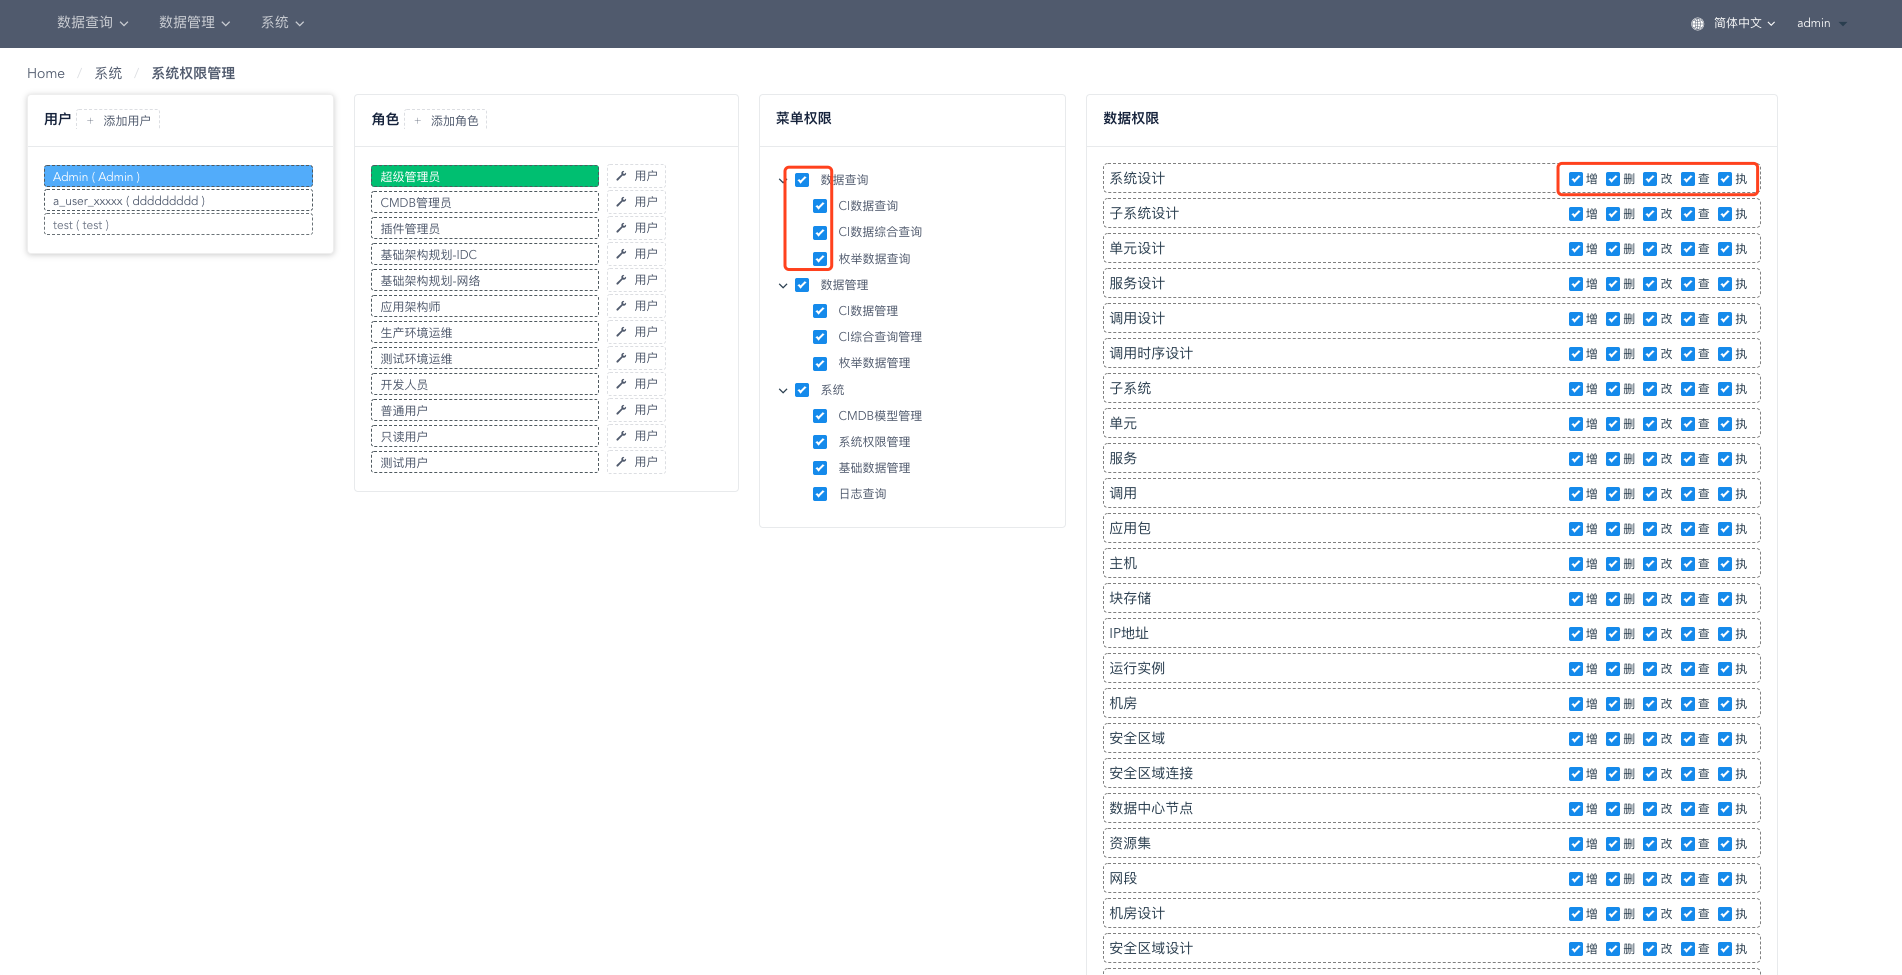 数据查询 数据管理 系统 简体中文 admin
Home / 系统 / 系统权限管理
用户 + 添加用户
Admin ( Admin )
a_user_xxxxx ( ddddddddd )
test ( test )
角色 + 添加角色
超级管理员 用户
CMDB管理员 用户
插件管理员 用户
基础架构规划-IDC 用户
基础架构规划-网络 用户
应用架构师 用户
生产环境运维 用户
测试环境运维 用户
开发人员 用户
普通用户 用户
只读用户 用户
测试用户 用户
菜单权限
数据查询
CI数据查询
CI数据综合查询
枚举数据查询
数据管理
CI数据管理
CI综合查询管理
枚举数据管理
系统
CMDB模型管理
系统权限管理
基础数据管理
日志查询
数据权限
系统设计 增 删 改 查 执
子系统设计 增 删 改 查 执
单元设计 增 删 改 查 执
服务设计 增 删 改 查 执
调用设计 增 删 改 查 执
调用时序设计 增 删 改 查 执
子系统 增 删 改 查 执
单元 增 删 改 查 执
服务 增 删 改 查 执
调用 增 删 改 查 执
应用包 增 删 改 查 执
主机 增 删 改 查 执
块存储 增 删 改 查 执
IP地址 增 删 改 查 执
运行实例 增 删 改 查 执
机房 增 删 改 查 执
安全区域 增 删 改 查 执
安全区域连接 增 删 改 查 执
数据中心节点 增 删 改 查 执
资源集 增 删 改 查 执
网段 增 删 改 查 执
机房设计 增 删 改 查 执
安全区域设计 增 删 改 查 执